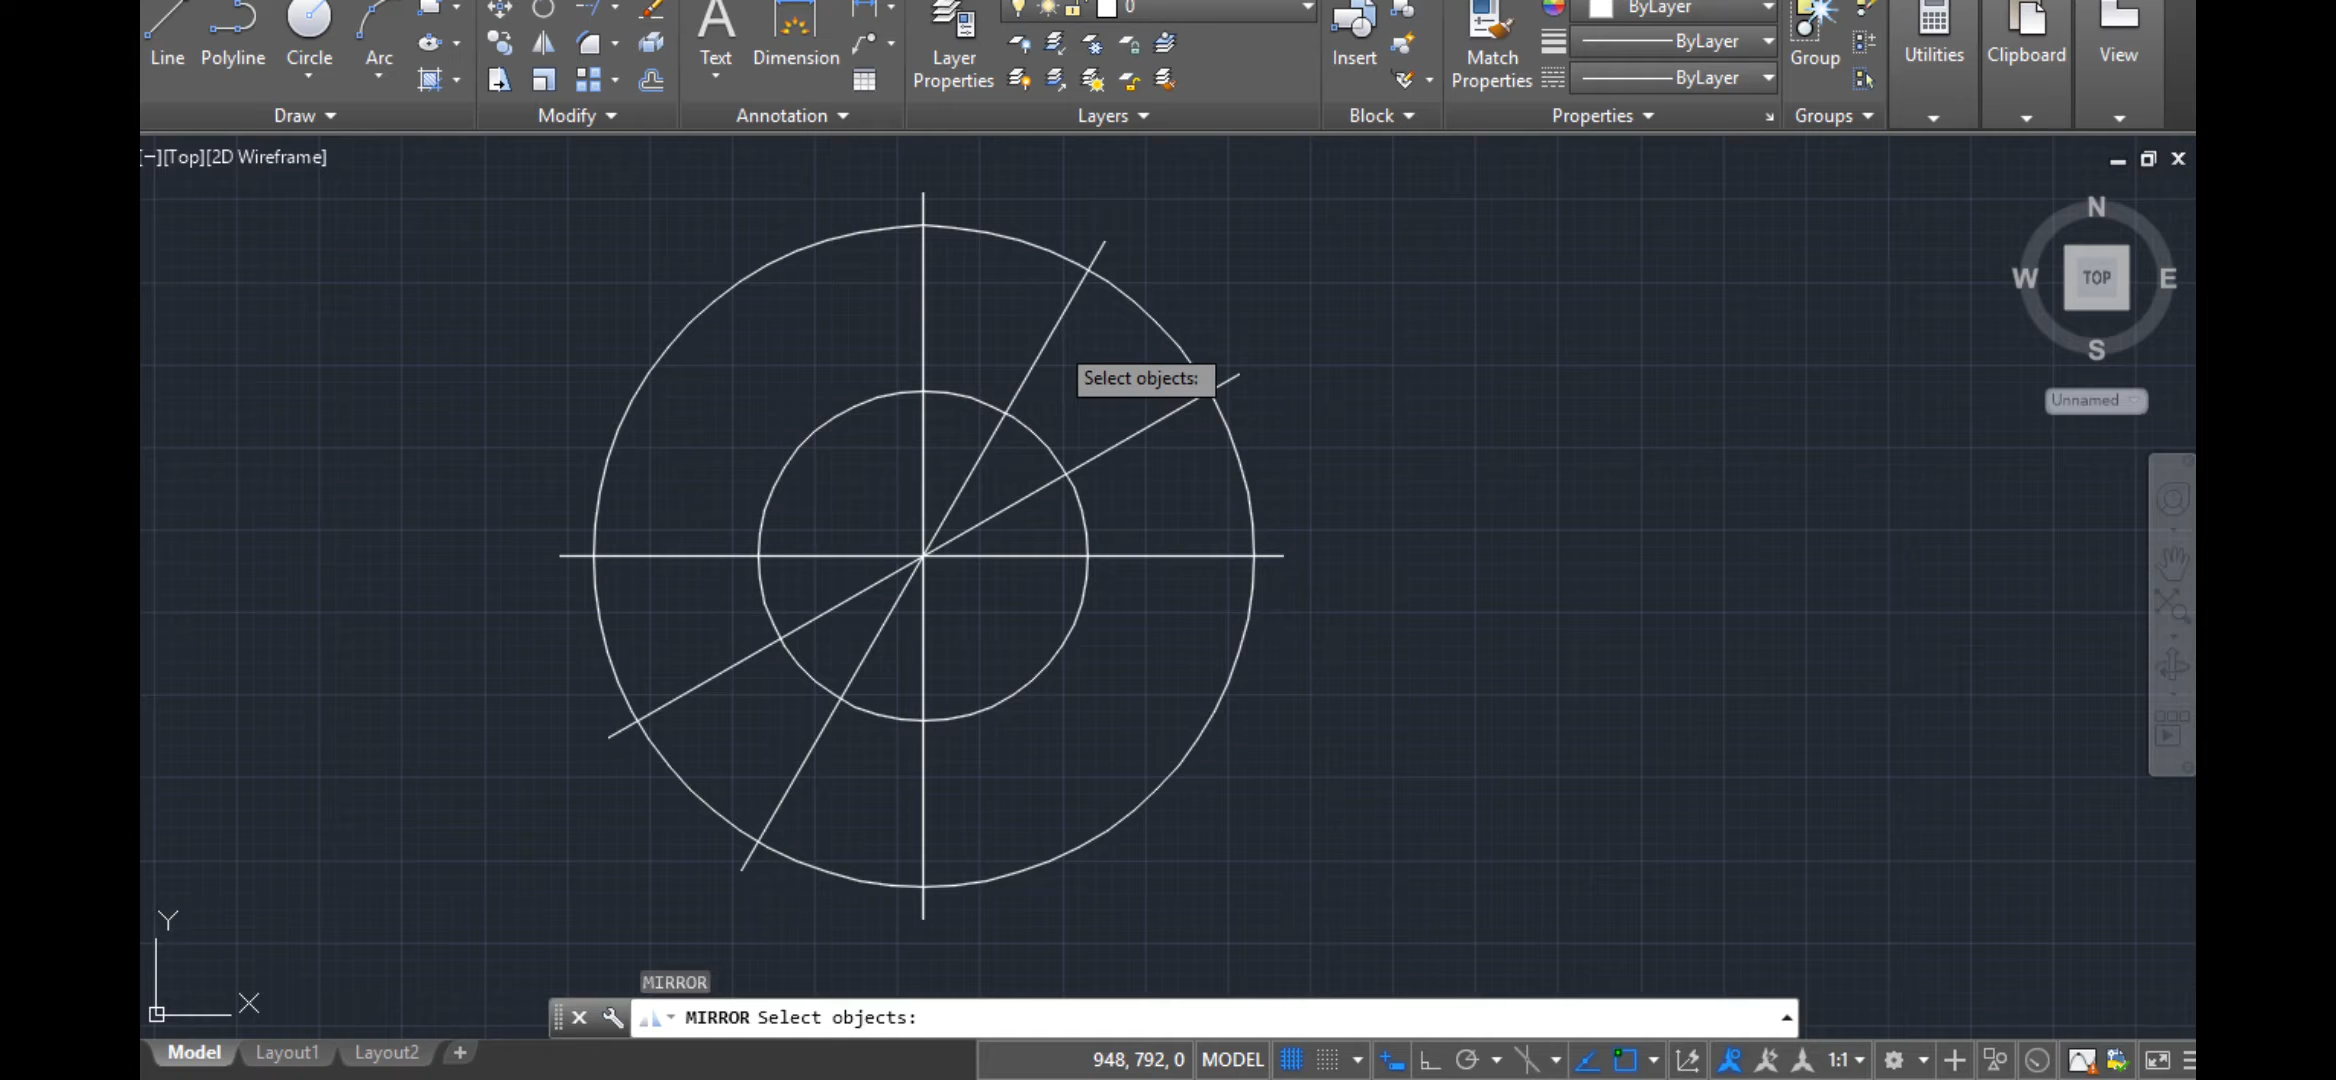 0
ByLayer
Line Polyline Circle Arc
Text Dimension
Layer Properties
Insert
Match Properties
ByLayer
ByLayer
Group
Utilities
Clipboard
View
Draw Modify Annotation Layers Block Properties Groups
[−][Top][2D Wireframe]
N
W TOP E
S
Unnamed
Select objects:
Y
X
MIRROR
MIRROR Select objects:
Model Layout1 Layout2 +
948, 792, 0 MODEL 1:1